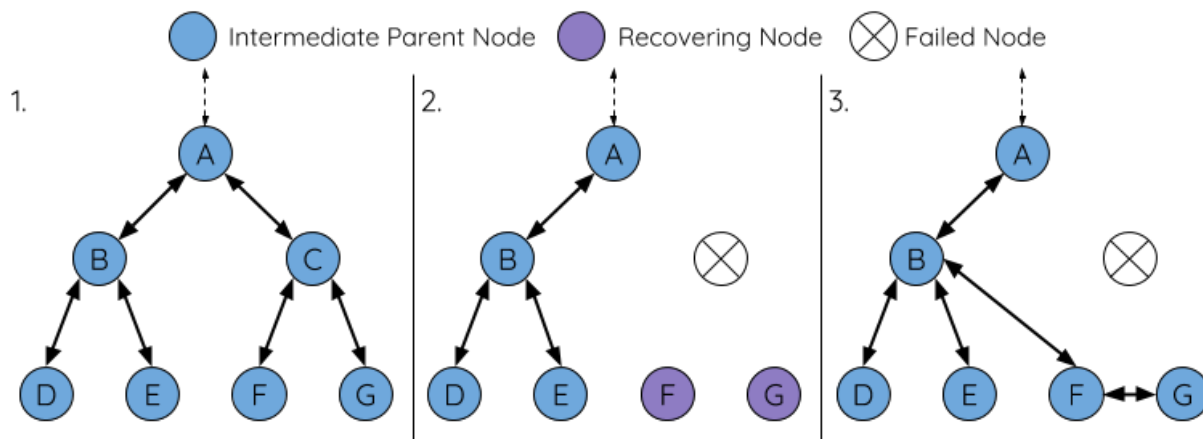 Intermediate Parent Node Recovering Node Failed Node
1. 2. 3.
A A A
B C B B
D E F G D E F G D E F G